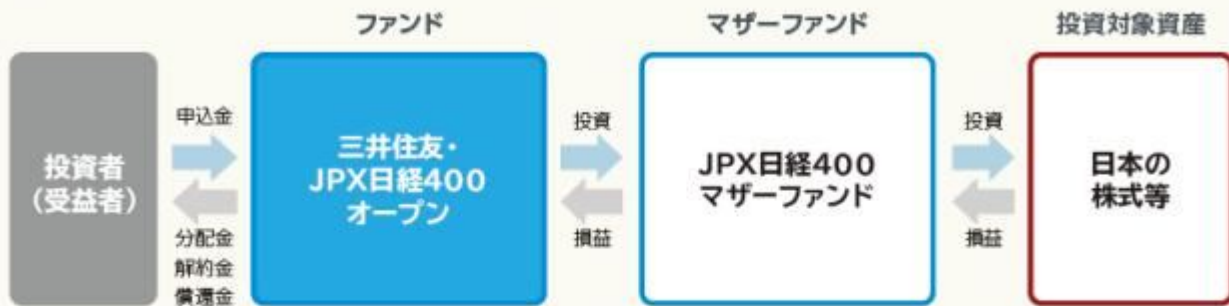 ファンド
マザーファンド
投資対象資産
投資者
（受益者）
申込金
分配金
解約金
償還金
三井住友・
JPX日経400
オープン
投資
損益
JPX日経400
マザーファンド
投資
損益
日本の
株式等